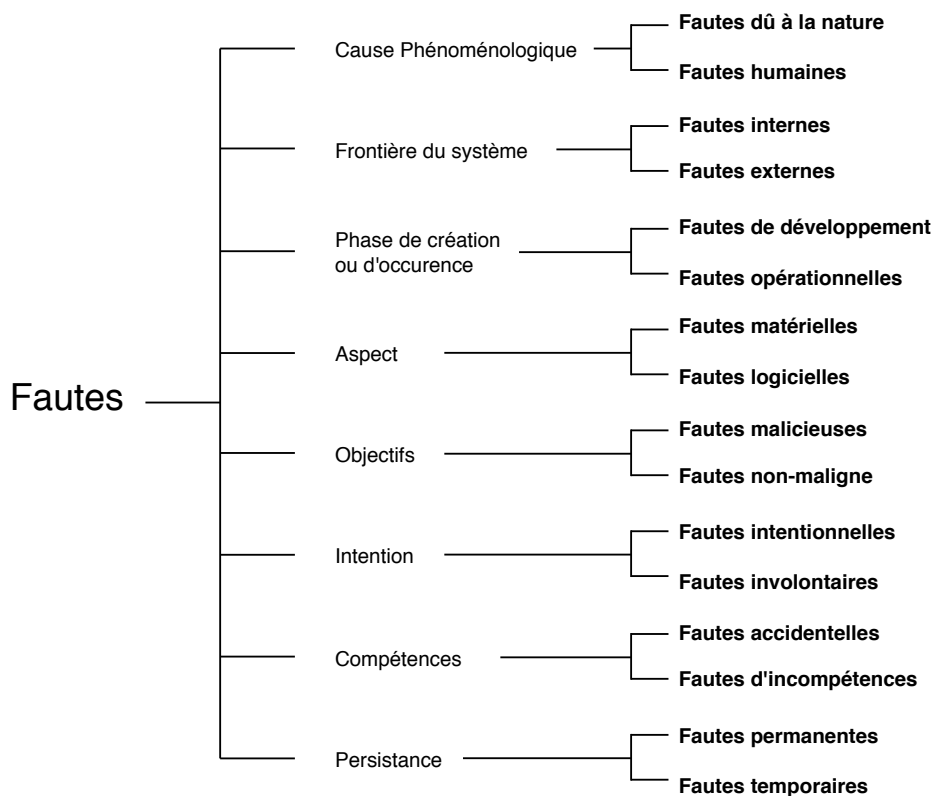 Fautes
Cause Phénoménologique
Fautes dû à la nature
Fautes humaines
Frontière du système
Fautes internes
Fautes externes
Phase de création
ou d'occurence
Fautes de développement
Fautes opérationnelles
Aspect
Fautes matérielles
Fautes logicielles
Objectifs
Fautes malicieuses
Fautes non-maligne
Intention
Fautes intentionnelles
Fautes involontaires
Compétences
Fautes accidentelles
Fautes d'incompétences
Persistance
Fautes permanentes
Fautes temporaires